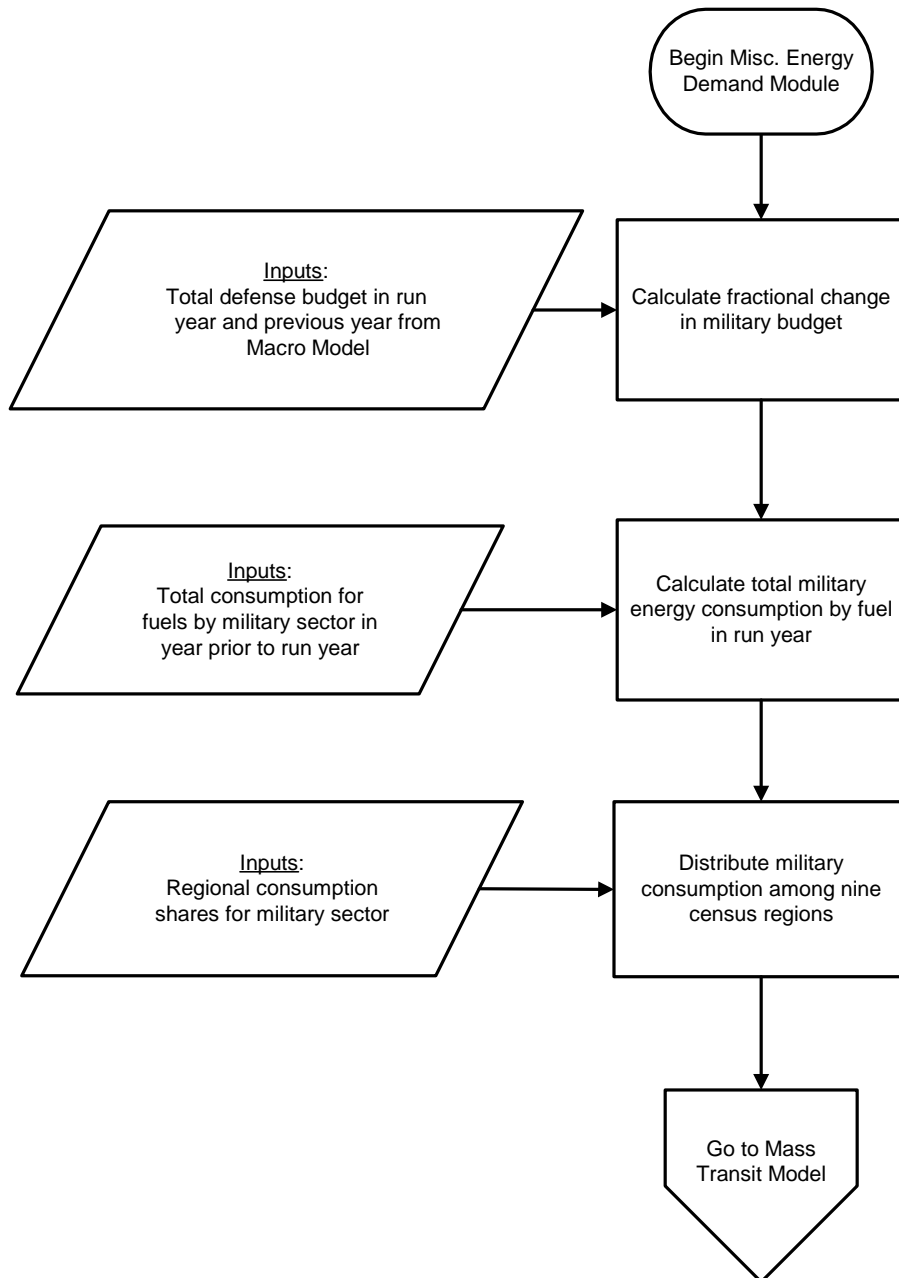 Begin Misc. Energy
Demand Module
Inputs:
Total defense budget in run
year and previous year from
Macro Model
Calculate fractional change
in military budget
Inputs:
Total consumption for
fuels by military sector in
year prior to run year
Calculate total military
energy consumption by fuel
in run year
Inputs:
Regional consumption
shares for military sector
Distribute military
consumption among nine
census regions
Go to Mass
Transit Model